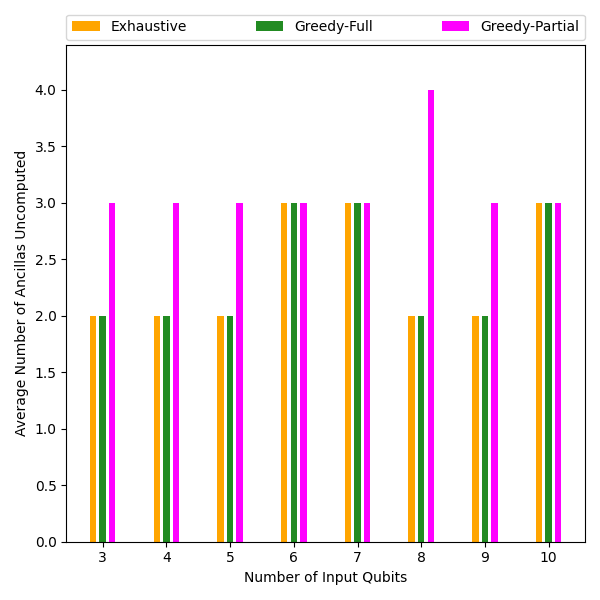 Exhaustive Greedy-Full Greedy-Partial
Average Number of Ancillas Uncomputed
4.0
3.5
3.0
2.5
2.0
1.5
1.0
0.5
0.0
3 4 5 6 7 8 9 10
Number of Input Qubits